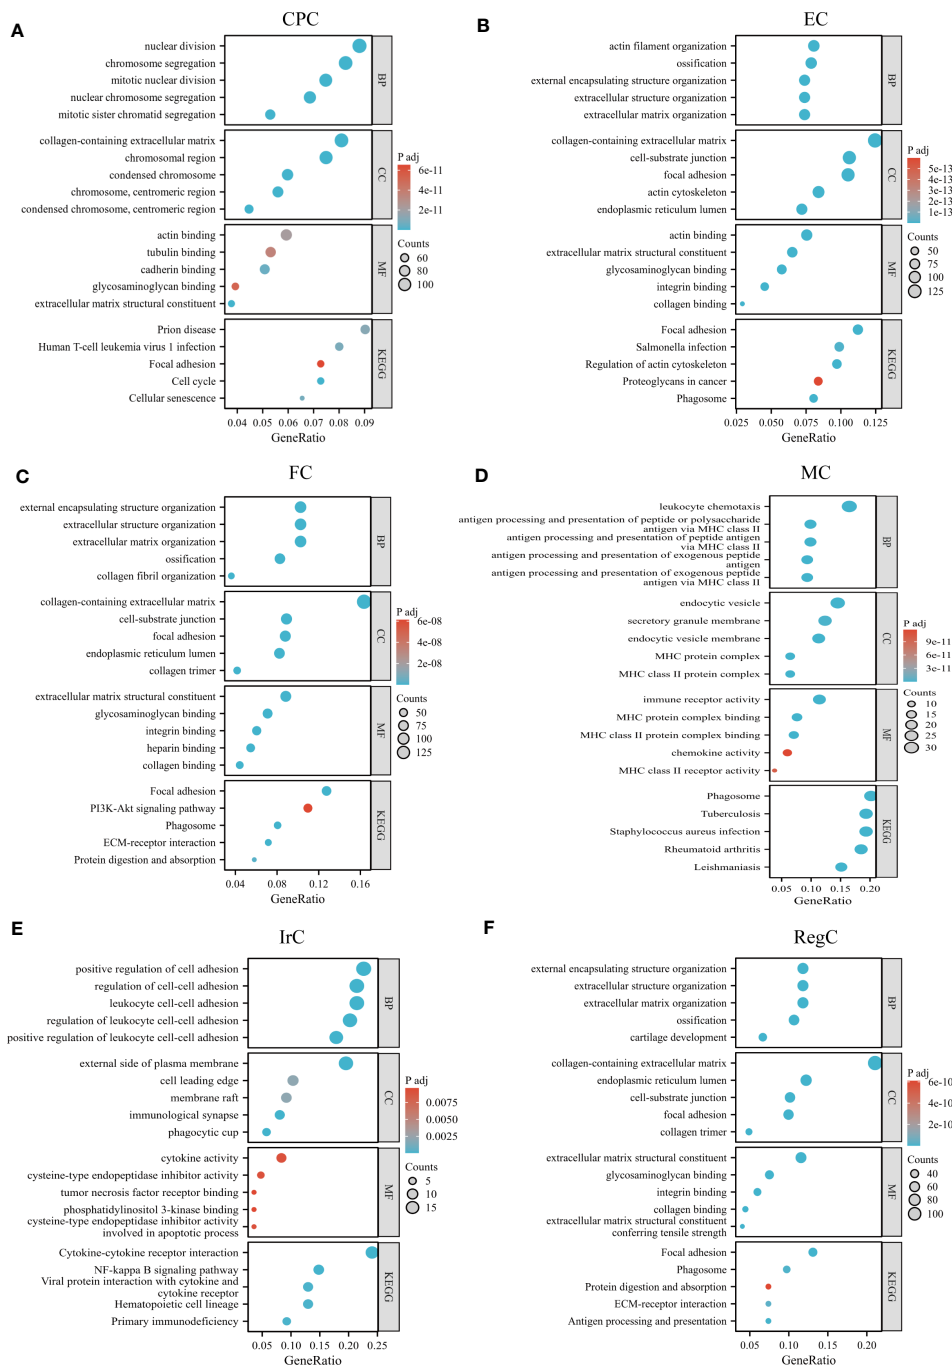 A
CPC
nuclear division
chromosome segregation
mitotic nuclear division
nuclear chromosome segregation
mitotic sister chromatid segregation
BP
collagen-containing extracellular matrix
chromosomal region
condensed chromosome
chromosome, centromeric region
condensed chromosome, centromeric region
CC
actin binding
tubulin binding
cadherin binding
glycosaminoglycan binding
extracellular matrix structural constituent
MF
Prion disease
Human T-cell leukemia virus 1 infection
Focal adhesion
Cell cycle
Cellular senescence
KEGG
0.04 0.05 0.06 0.07 0.08 0.09
GeneRatio
P adj
6e-11
4e-11
2e-11
Counts
60
80
100
B
EC
actin filament organization
ossification
external encapsulating structure organization
extracellular structure organization
extracellular matrix organization
BP
collagen-containing extracellular matrix
cell-substrate junction
focal adhesion
actin cytoskeleton
endoplasmic reticulum lumen
CC
actin binding
extracellular matrix structural constituent
glycosaminoglycan binding
integrin binding
collagen binding
MF
Focal adhesion
Salmonella infection
Regulation of actin cytoskeleton
Proteoglycans in cancer
Phagosome
KEGG
0.025 0.050 0.075 0.100 0.125
GeneRatio
P adj
5e-13
4e-13
3e-13
2e-13
1e-13
Counts
50
75
100
125
C
FC
external encapsulating structure organization
extracellular structure organization
extracellular matrix organization
ossification
collagen fibril organization
BP
collagen-containing extracellular matrix
cell-substrate junction
focal adhesion
endoplasmic reticulum lumen
collagen trimer
CC
extracellular matrix structural constituent
glycosaminoglycan binding
integrin binding
heparin binding
collagen binding
MF
Focal adhesion
PI3K-Akt signaling pathway
Phagosome
ECM-receptor interaction
Protein digestion and absorption
KEGG
0.04 0.08 0.12 0.16
GeneRatio
P adj
6e-08
4e-08
2e-08
Counts
50
75
100
125
D
MC
leukocyte chemotaxis
antigen processing and presentation of peptide or polysaccharide
antigen via MHC class II
antigen processing and presentation of peptide antigen
via MHC class II
antigen processing and presentation of exogenous peptide
antigen
antigen processing and presentation of exogenous peptide
antigen via MHC class II
BP
endocytic vesicle
secretory granule membrane
endocytic vesicle membrane
MHC protein complex
MHC class II protein complex
CC
immune receptor activity
MHC protein complex binding
MHC class II protein complex binding
chemokine activity
MHC class II receptor activity
MF
Phagosome
Tuberculosis
Staphylococcus aureus infection
Rheumatoid arthritis
Leishmaniasis
KEGG
0.05 0.10 0.15 0.20
GeneRatio
P adj
9e-11
6e-11
3e-11
Counts
10
15
20
25
30
E
IrC
positive regulation of cell adhesion
regulation of cell-cell adhesion
leukocyte cell-cell adhesion
regulation of leukocyte cell-cell adhesion
positive regulation of leukocyte cell-cell adhesion
BP
external side of plasma membrane
cell leading edge
membrane raft
immunological synapse
phagocytic cup
CC
cytokine activity
cysteine-type endopeptidase inhibitor activity
tumor necrosis factor receptor binding
phosphatidylinositol 3-kinase binding
cysteine-type endopeptidase inhibitor activity
involved in apoptotic process
MF
Cytokine-cytokine receptor interaction
NF-kappa B signaling pathway
Viral protein interaction with cytokine and
cytokine receptor
Hematopoietic cell lineage
Primary immunodeficiency
KEGG
0.05 0.10 0.15 0.20 0.25
GeneRatio
P adj
0.0075
0.0050
0.0025
Counts
5
10
15
F
RegC
external encapsulating structure organization
extracellular structure organization
extracellular matrix organization
ossification
cartilage development
BP
collagen-containing extracellular matrix
endoplasmic reticulum lumen
cell-substrate junction
focal adhesion
collagen trimer
CC
extracellular matrix structural constituent
glycosaminoglycan binding
integrin binding
collagen binding
extracellular matrix structural constituent
conferring tensile strength
MF
Focal adhesion
Phagosome
Protein digestion and absorption
ECM-receptor interaction
Antigen processing and presentation
KEGG
0.05 0.10 0.15 0.20
GeneRatio
P adj
6e-10
4e-10
2e-10
Counts
40
60
80
100